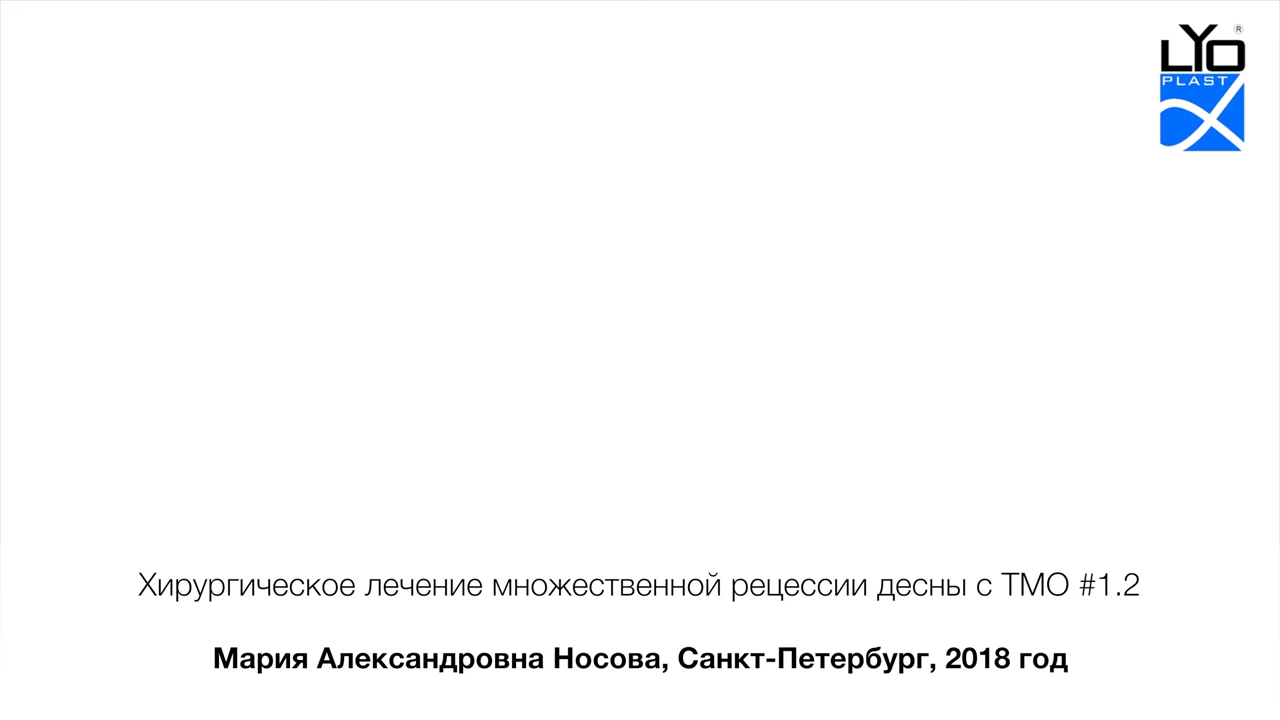 LYO ®
PLAST
Хирургическое лечение множественной рецессии десны с ТМО #1.2
Мария Александровна Носова, Санкт-Петербург, 2018 год